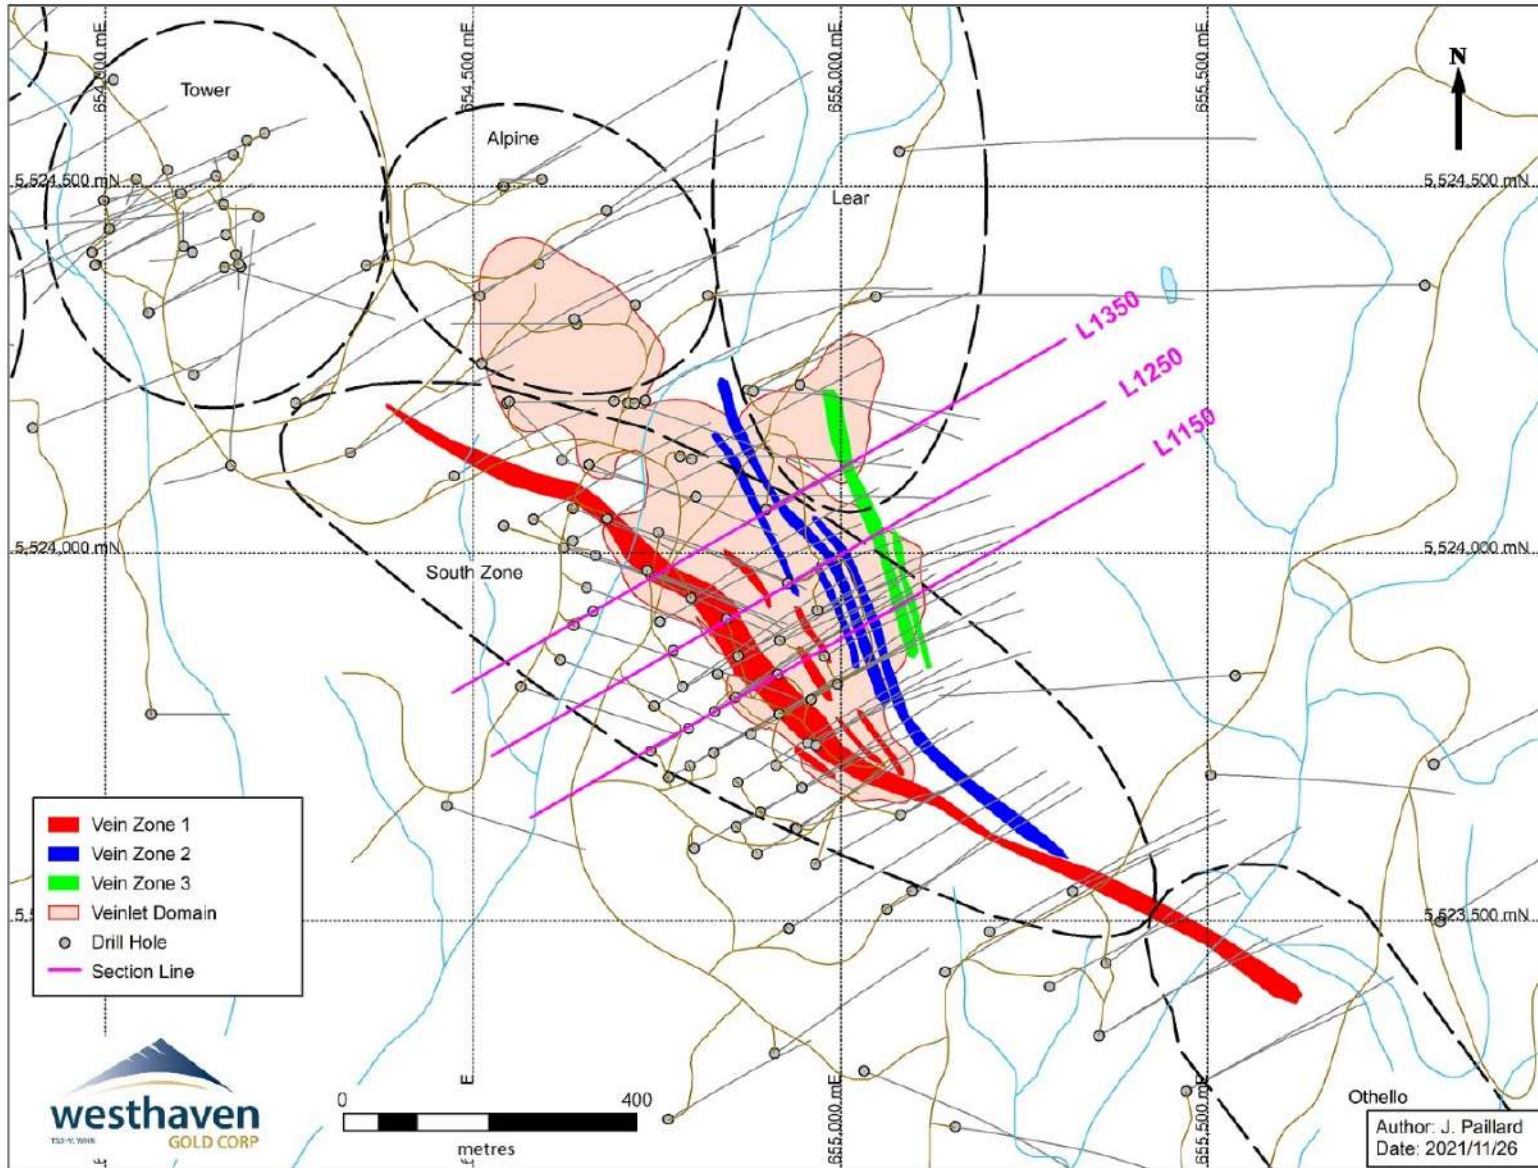 654,000 mE
654,500 mE
655,000 mE
655,500 mE
N
Tower
Alpine
5,524,500 mN
5,524,500 mN
Lear
L1350
L1250
L1150
5,524,000 mN
5,524,000 mN
South Zone
Vein Zone 1
Vein Zone 2
Vein Zone 3
Veinlet Domain
Drill Hole
Section Line
5,623,500 mN
westhaven
GOLD CORP
0
400
metres
E
655,000 mE
655,500 mE
Othello
Author: J. Paillard
Date: 2021/11/26